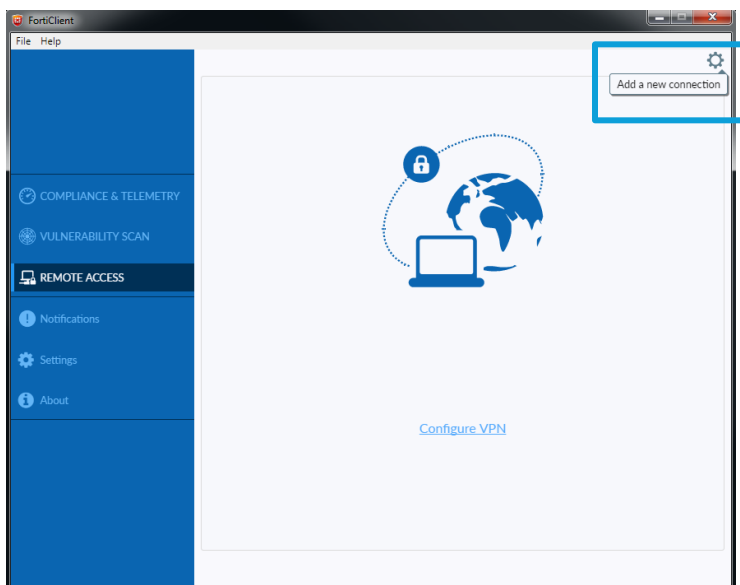 FortiClient
File Help
Add a new connection
COMPLIANCE & TELEMETRY
VULNERABILITY SCAN
REMOTE ACCESS
Notifications
Settings
About
Configure VPN